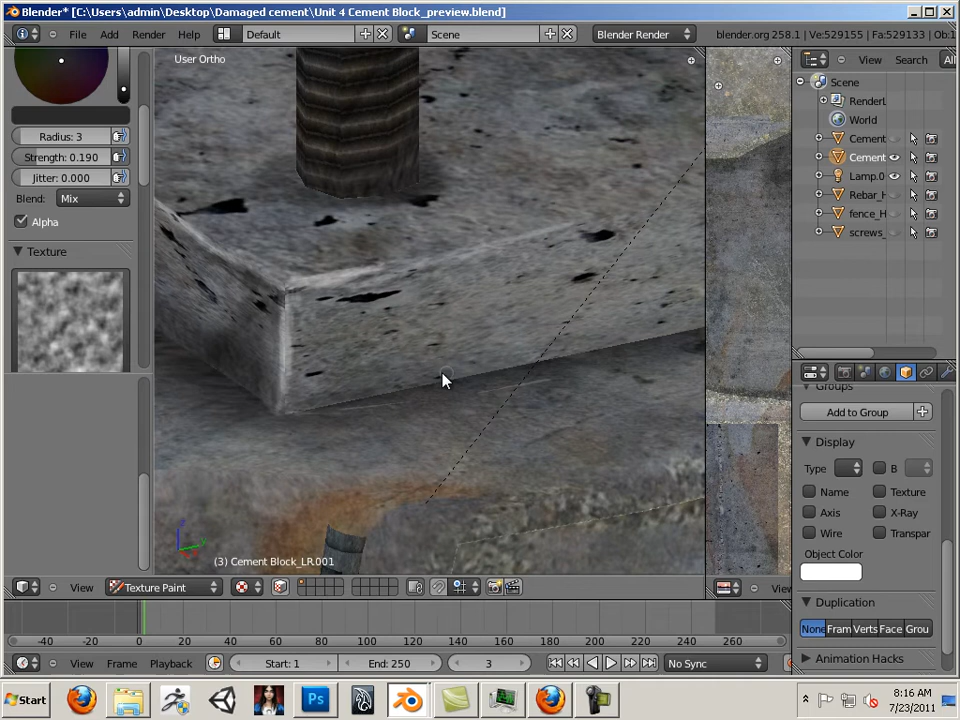 Blender* [C:\Users\admin\Desktop\Damaged cement\Unit 4 Cement Block_preview.blend]
File Add Render Help Default Scene Blender Render blender.org 258.1 | Ve:529155 | Fa:529133 | Ob:1
User Ortho
View Search All
Scene
RenderL
World
Cement
Cement
Lamp.0
Rebar_H
fence_H
screws_
Radius: 3
Strength: 0.190
Jitter: 0.000
Blend: Mix
Alpha
Texture
Groups
Add to Group
Display
Type B
Name Texture
Axis X-Ray
Wire Transpar
Object Color
Duplication
None Fram Verts Face Grou
Animation Hacks
(3) Cement Block_LR.001
View Texture Paint View
-40 -20 0 20 40 60 80 100 120 140 160 180 200 220 240 260
View Frame Playback Start: 1 End: 250 3 No Sync
Start Ps 8:16 AM
7/23/2011